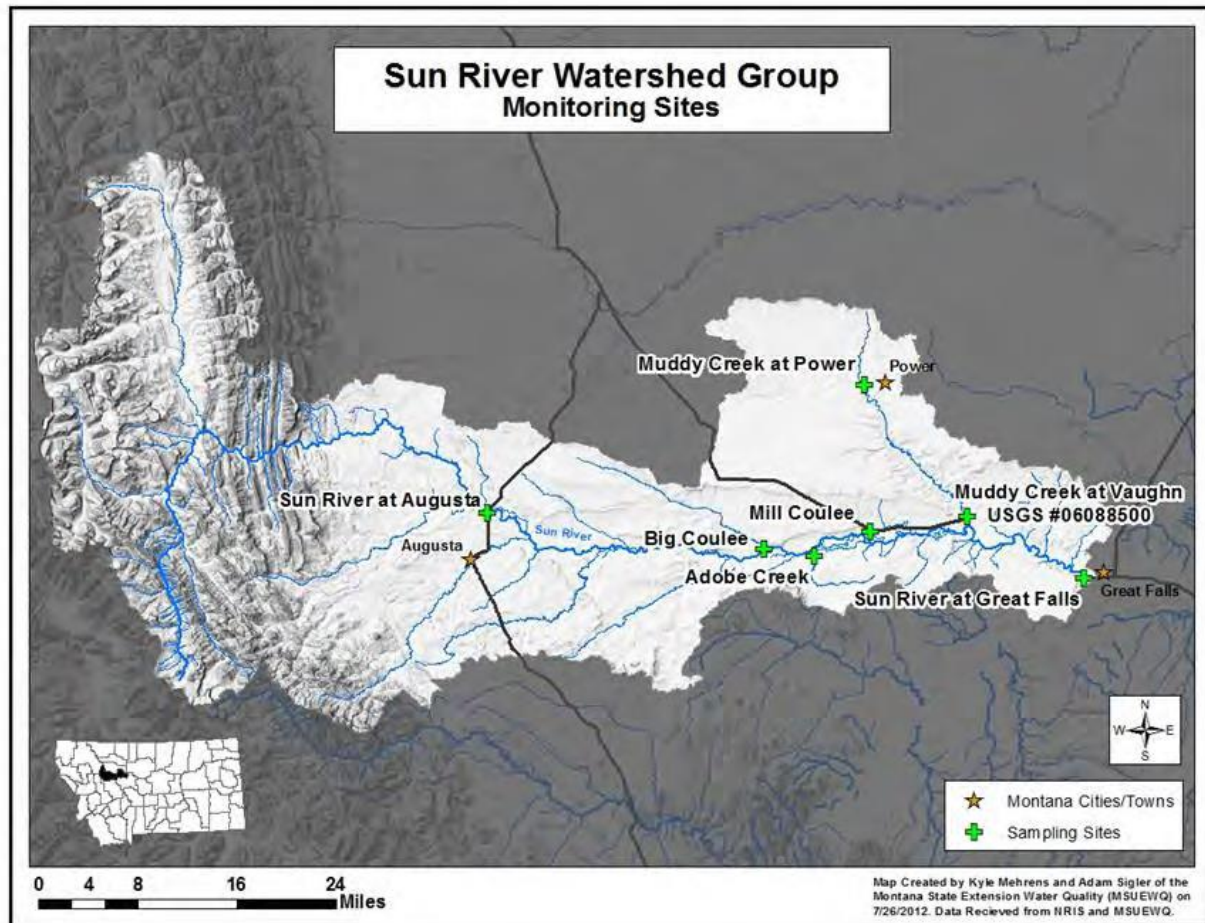 Sun River Watershed Group
Monitoring Sites
Muddy Creek at Power
Power
Sun River at Augusta
Muddy Creek at Vaughn
USGS #06088500
Mill Coulee
Sun River
Big Coulee
Augusta
Adobe Creek
Sun River at Great Falls
Great Falls
N
W E
S
Montana Cities/Towns
Sampling Sites
0 4 8 16 24
Miles
Map Created by Kyle Mehrens and Adam Sigler of the
Montana State Extension Water Quality (MSUEWQ) on
7/26/2012. Data Recieved from NRIS and MSUEWQ.